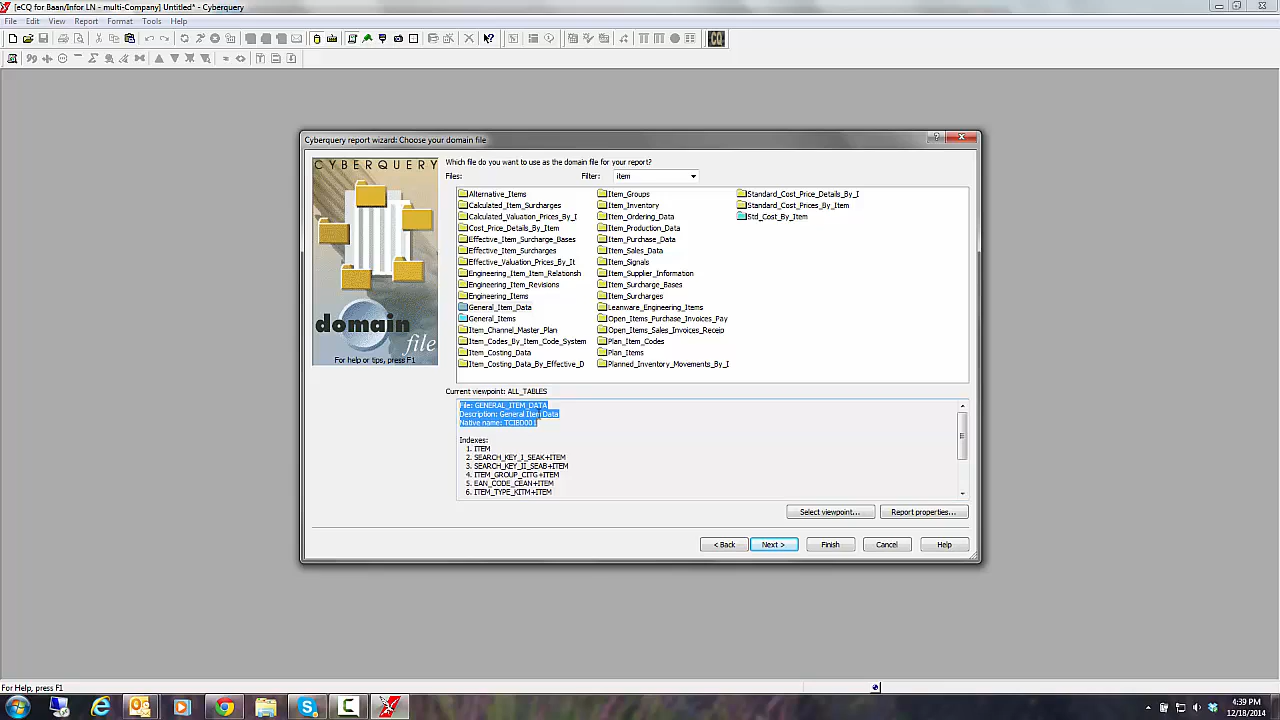 [eCQ for Baan/Infor LN - multi-Company] Untitled* - Cyberquery
File Edit View Report Format Tools Help
CQ
Cyberquery report wizard: Choose your domain file
CYBERQUERY
domain
file
For help or tips, press F1
Which file do you want to use as the domain file for your report?
Files: Filter: item
Alternative_Items
Calculated_Item_Surcharges
Calculated_Valuation_Prices_By_I
Cost_Price_Details_By_Item
Effective_Item_Surcharge_Bases
Effective_Item_Surcharges
Effective_Valuation_Prices_By_It
Engineering_Item_Item_Relationsh
Engineering_Item_Revisions
Engineering_Items
General_Item_Data
General_Items
Item_Channel_Master_Plan
Item_Codes_By_Item_Code_System
Item_Costing_Data
Item_Costing_Data_By_Effective_D
Item_Groups
Item_Inventory
Item_Ordering_Data
Item_Production_Data
Item_Purchase_Data
Item_Sales_Data
Item_Signals
Item_Supplier_Information
Item_Surcharge_Bases
Item_Surcharges
Leanware_Engineering_Items
Open_Items_Purchase_Invoices_Pay
Open_Items_Sales_Invoices_Receip
Plan_Item_Codes
Plan_Items
Planned_Inventory_Movements_By_I
Standard_Cost_Price_Details_By_I
Standard_Cost_Prices_By_Item
Std_Cost_By_Item
Current viewpoint: ALL_TABLES
File: GENERAL_ITEM_DATA
Description: General Item Data
Native name: TCIBD001
Indexes:
1. ITEM
2. SEARCH_KEY_I_SEAK+ITEM
3. SEARCH_KEY_II_SEAB+ITEM
4. ITEM_GROUP_CITG+ITEM
5. EAN_CODE_CEAN+ITEM
6. ITEM_TYPE_KITM+ITEM
Select viewpoint... Report properties...
< Back Next > Finish Cancel Help
For Help, press F1
4:39 PM
12/18/2014